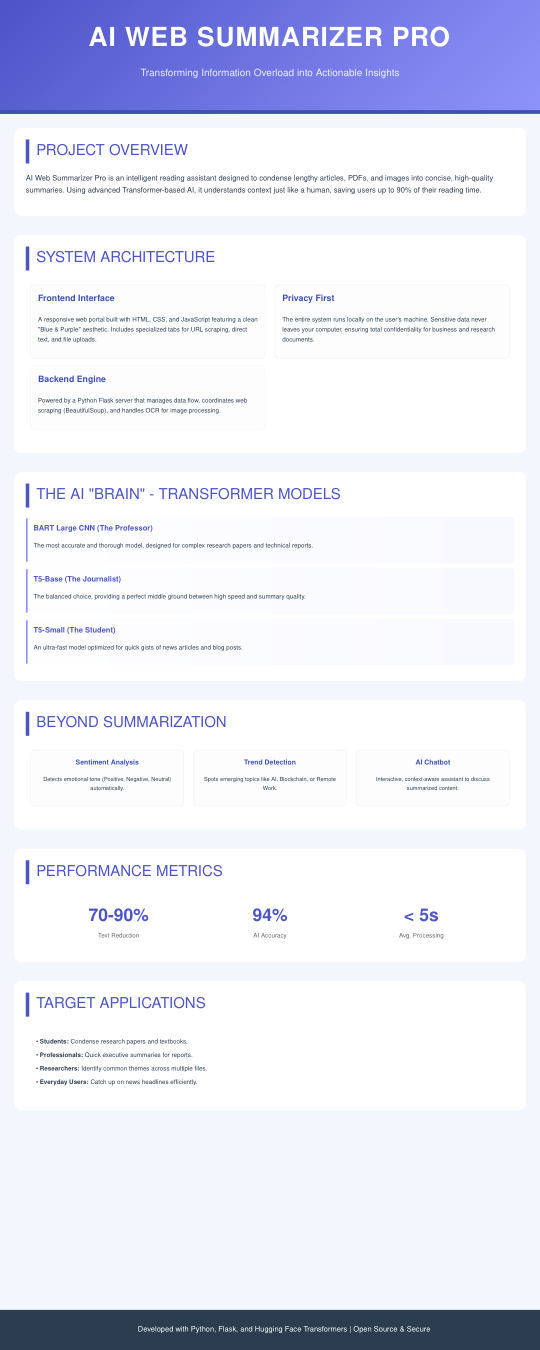 AI WEB SUMMARIZER PRO
Transforming Information Overload into Actionable Insights
PROJECT OVERVIEW
AI Web Summarizer Pro is an intelligent reading assistant designed to condense lengthy articles, PDFs, and images into concise, high-quality
summaries. Using advanced Transformer-based AI, it understands context just like a human, saving users up to 90% of their reading time.
SYSTEM ARCHITECTURE
Frontend Interface
A responsive web portal built with HTML, CSS, and JavaScript featuring a clean
"Blue & Purple" aesthetic. Includes specialized tabs for URL scraping, direct
text, and file uploads.
Privacy First
The entire system runs locally on the user's machine. Sensitive data never
leaves your computer, ensuring total confidentiality for business and research
documents.
Backend Engine
Powered by a Python Flask server that manages data flow, coordinates web
scraping (BeautifulSoup), and handles OCR for image processing.
THE AI "BRAIN" - TRANSFORMER MODELS
BART Large CNN (The Professor)
The most accurate and thorough model, designed for complex research papers and technical reports.
T5-Base (The Journalist)
The balanced choice, providing a perfect middle ground between high speed and summary quality.
T5-Small (The Student)
An ultra-fast model optimized for quick gists of news articles and blog posts.
BEYOND SUMMARIZATION
Sentiment Analysis
Detects emotional tone (Positive, Negative, Neutral)
automatically.
Trend Detection
Spots emerging topics like AI, Blockchain, or Remote
Work.
AI Chatbot
Interactive, context-aware assistant to discuss
summarized content.
PERFORMANCE METRICS
70-90%
Text Reduction
94%
AI Accuracy
< 5s
Avg. Processing
TARGET APPLICATIONS
• Students: Condense research papers and textbooks.
• Professionals: Quick executive summaries for reports.
• Researchers: Identify common themes across multiple files.
• Everyday Users: Catch up on news headlines efficiently.
Developed with Python, Flask, and Hugging Face Transformers | Open Source & Secure